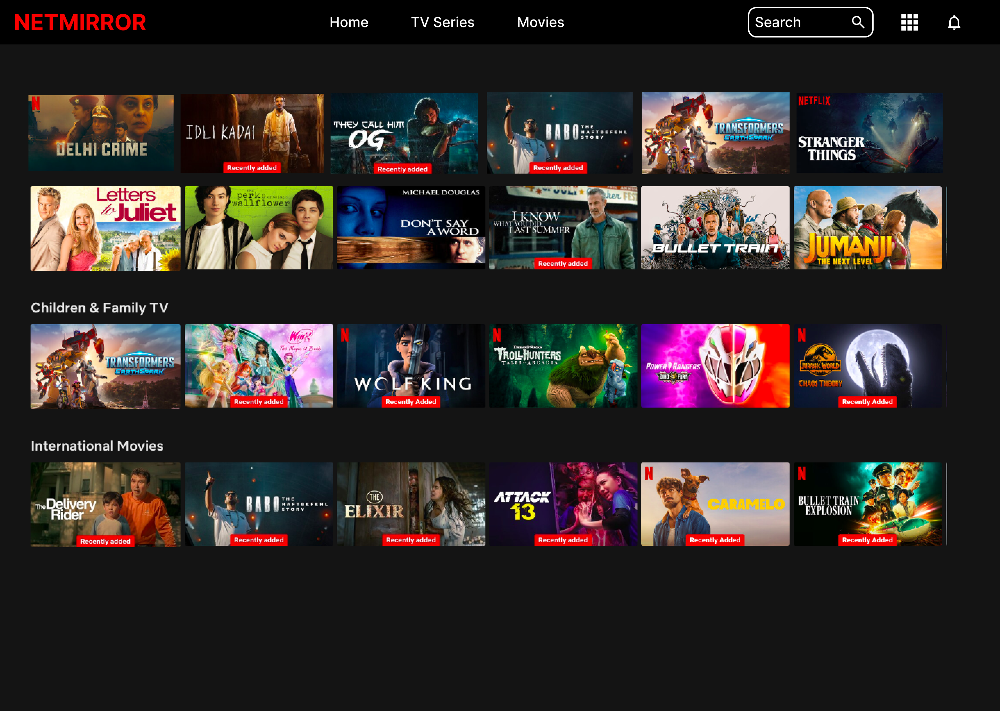 NETMIRROR
Home
TV Series
Movies
Search
N
DELHI CRIME
IDLI KADAI
Recently added
THEY CALL HIM
OG
Recently added
BABO THE
HAFTBEFEHL
STORY
Recently added
TRANSFORMERS
EARTHSPARK
NETFLIX
STRANGER
THINGS
Letters
to Juliet
the
perks of being a
wallflower
MICHAEL DOUGLAS
DON'T SAY
A WORD
I KNOW
WHAT YOU DID
LAST SUMMER
Recently added
BULLET TRAIN
JUMANJI
THE NEXT LEVEL
Children & Family TV
TRANSFORMERS
EARTHSPARK
Winx
The Magic is Back
Recently added
N
WOLF KING
Recently Added
N
DREAMWORKS
TROLLHUNTERS
TALES OF ARCADIA
POWER RANGERS
DINO FURY
N
JURASSIC WORLD
CHAOS THEORY
Recently Added
International Movies
The Delivery
Rider
Recently added
BABO THE
HAFTBEFEHL
STORY
Recently added
THE
ELIXIR
Recently added
ATTACK
13
Recently added
N
CARAMELO
Recently Added
N
BULLET TRAIN
EXPLOSION
Recently Added